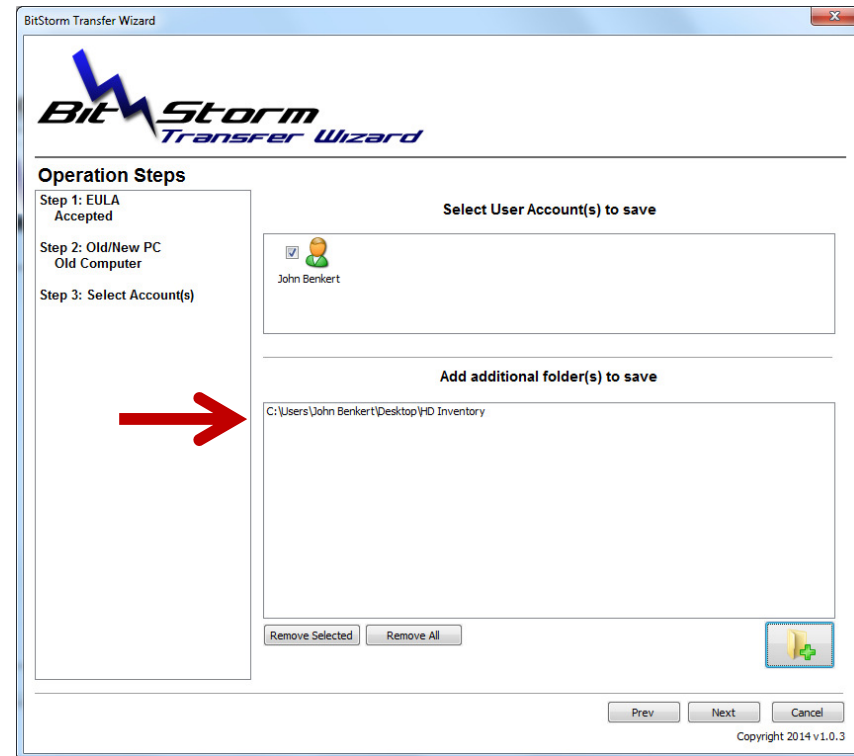 BitStorm Transfer Wizard
Bit Storm
Transfer Wizard
Operation Steps
Step 1: EULA
Accepted
Step 2: Old/New PC
Old Computer
Step 3: Select Account(s)
Select User Account(s) to save
John Benkert
Add additional folder(s) to save
C:\Users\John Benkert\Desktop\HD Inventory
Remove Selected Remove All
Prev Next Cancel
Copyright 2014 v1.0.3